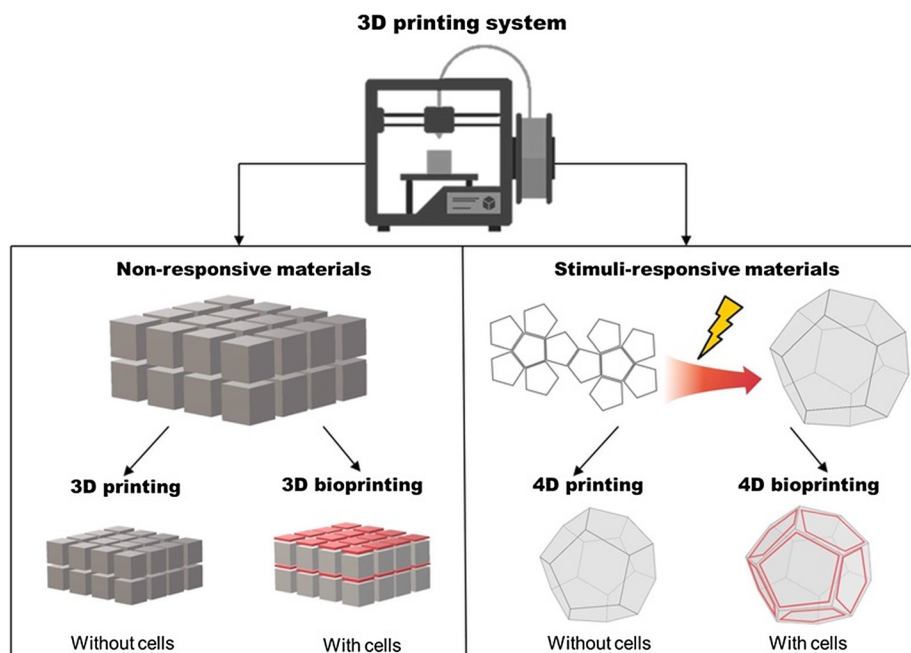 3D printing system
Non-responsive materials
Stimuli-responsive materials
3D printing
3D bioprinting
4D printing
4D bioprinting
Without cells
With cells
Without cells
With cells